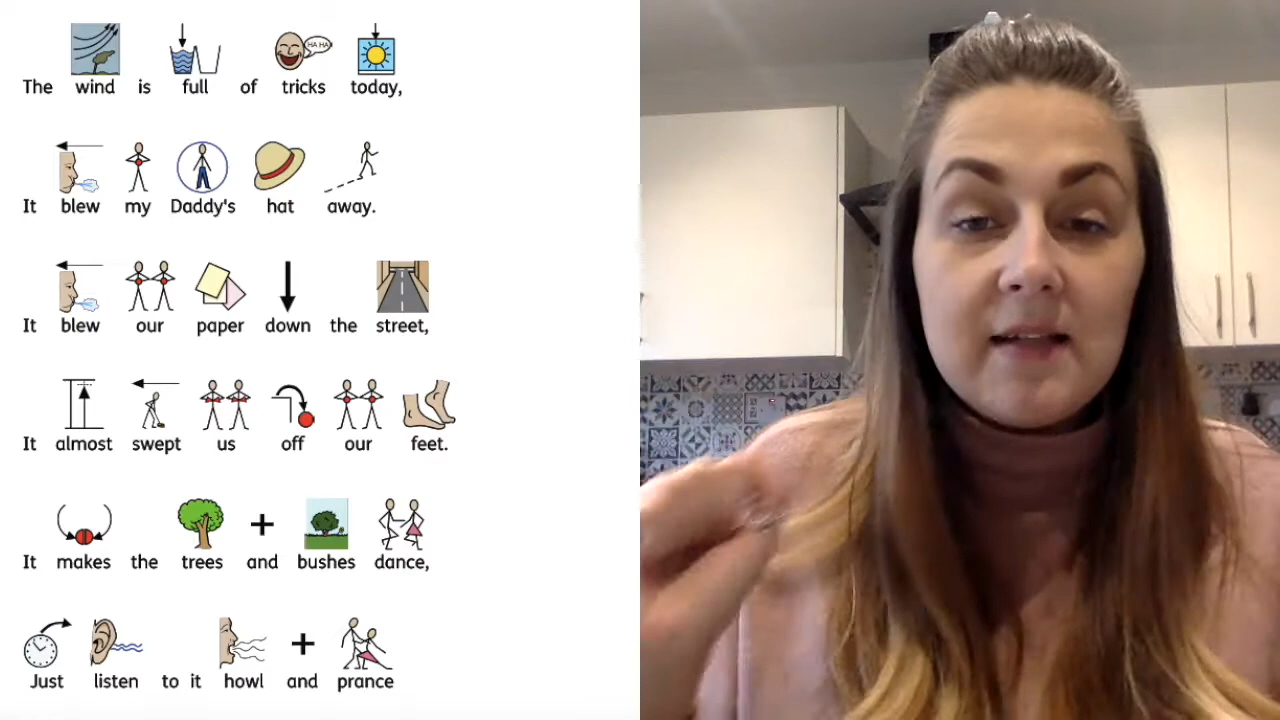 HA HA!
The wind is full of tricks today,
It blew my Daddy's hat away.
It blew our paper down the street,
It almost swept us off our feet.
It makes the trees and bushes dance,
Just listen to it howl and prance